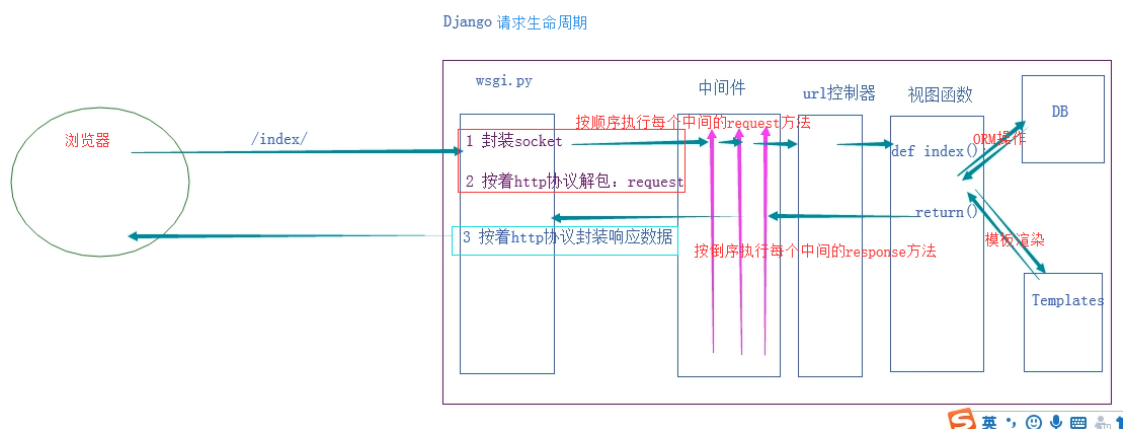 Django 请求生命周期
wsgi.py
中间件
url控制器
视图函数
DB
浏览器
/index/
按顺序执行每个中间的request方法
1 封装socket
def index()
ORM操作
2 按着http协议解包：request
return()
3 按着http协议封装响应数据
按倒序执行每个中间的response方法
模板渲染
Templates
英